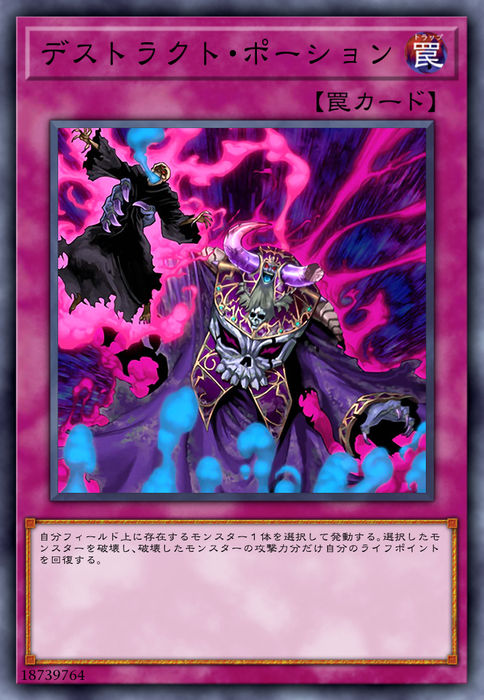 デストラクト・ポーション
トラップ
罠
【罠カード】
自分フィールド上に存在するモンスター１体を選択して発動する。選択したモ
ンスターを破壊し、破壊したモンスターの攻撃力分だけ自分のライフポイント
を回復する。
18739764